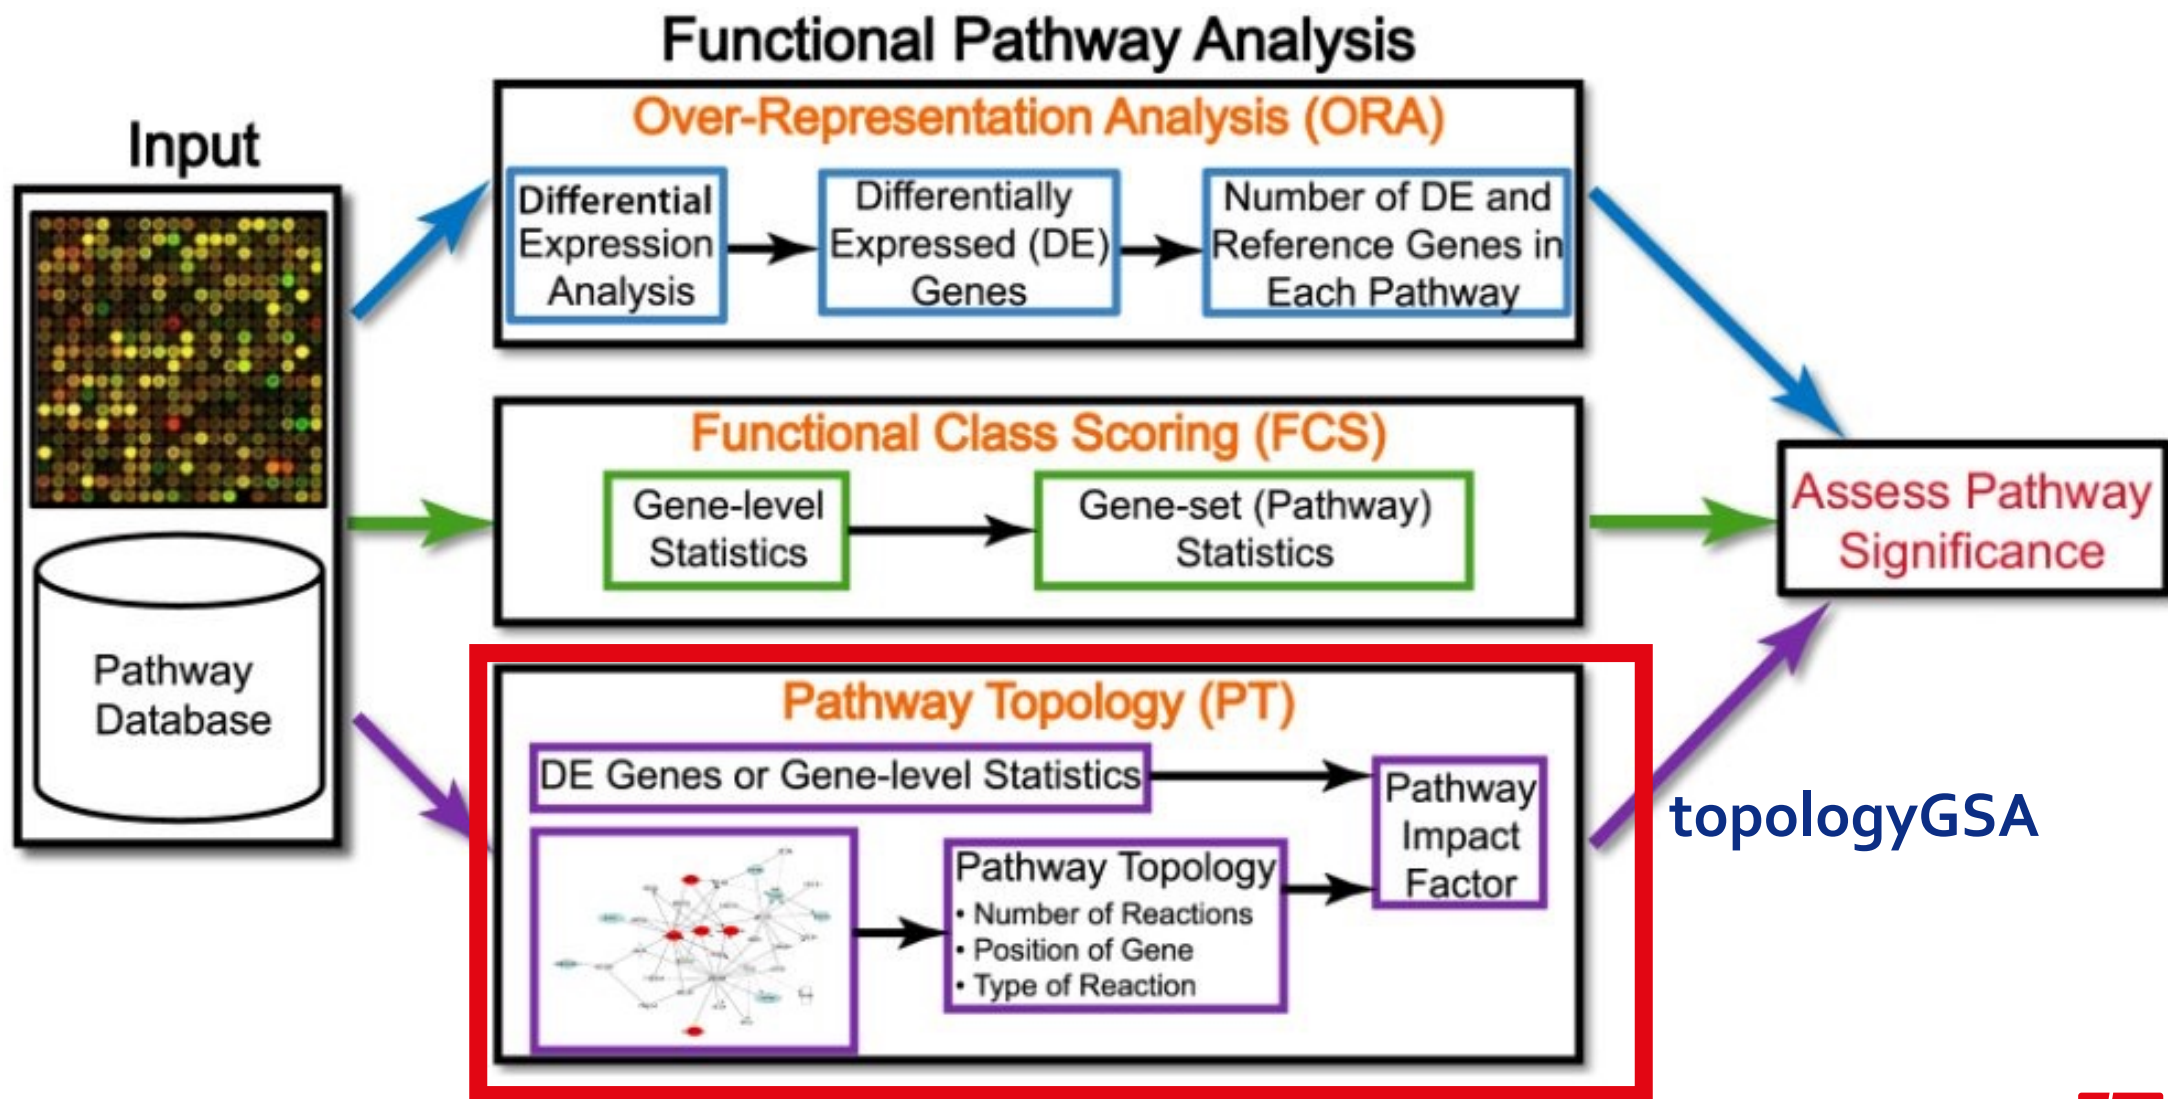 Functional Pathway Analysis
Input
Over-Representation Analysis (ORA)
Differential
Expression
Analysis
Differentially
Expressed (DE)
Genes
Number of DE and
Reference Genes in
Each Pathway
Functional Class Scoring (FCS)
Gene-level
Statistics
Gene-set (Pathway)
Statistics
Assess Pathway
Significance
Pathway
Database
Pathway Topology (PT)
DE Genes or Gene-level Statistics
Pathway
Impact
Factor
Pathway Topology
• Number of Reactions
• Position of Gene
• Type of Reaction
topologyGSA